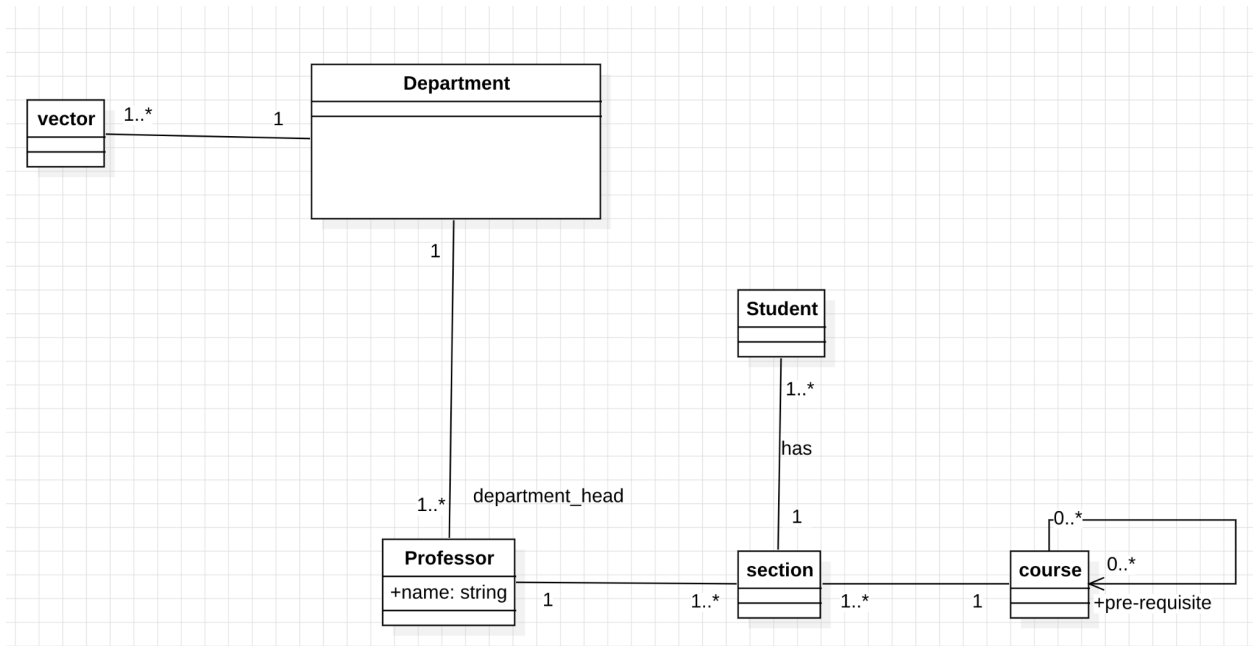 Department
vector
1..*
1
1
Student
1..*
has
1
department_head
1..*
Professor
+name: string
1
1..*
section
1..*
1
course
0..*
0..*
+pre-requisite